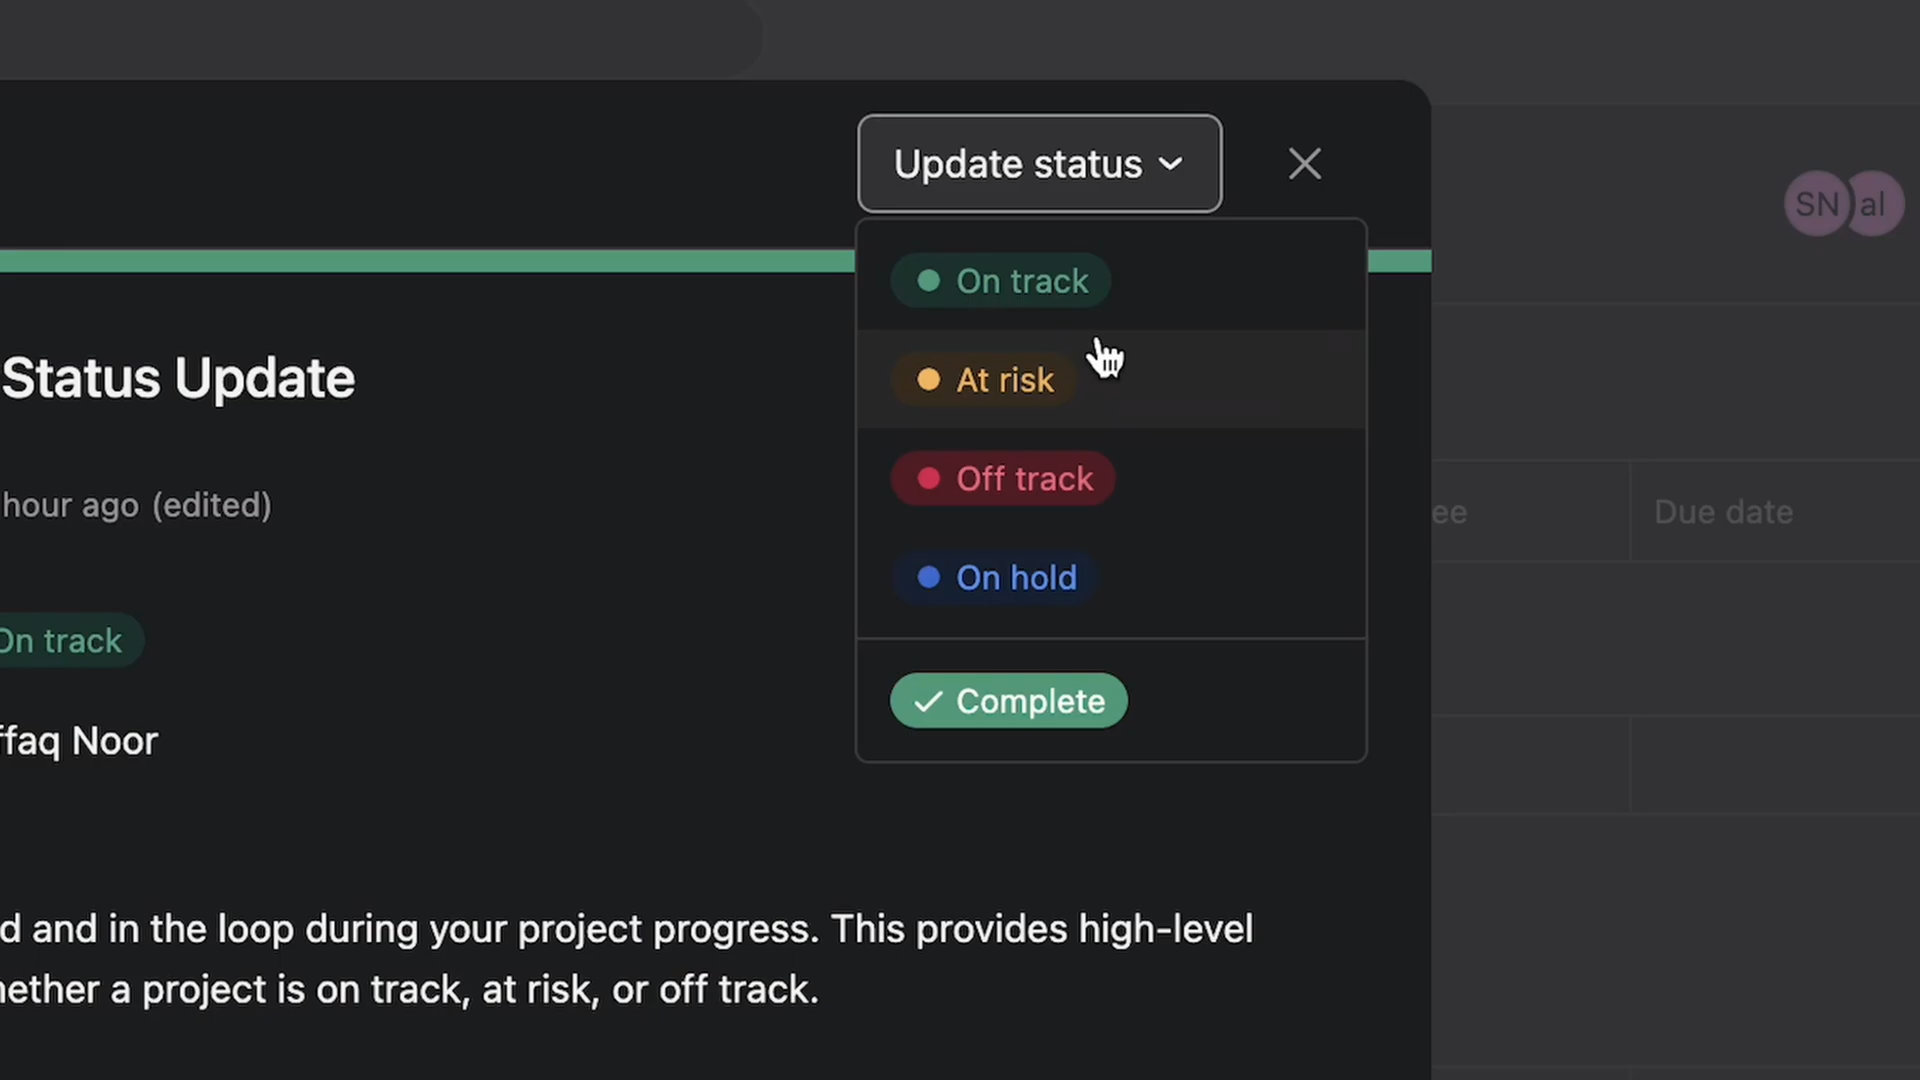 Update status
SN al
On track
Status Update
At risk
Off track
hour ago (edited)
ee
Due date
On hold
On track
Complete
ffaq Noor
d and in the loop during your project progress. This provides high-level
hether a project is on track, at risk, or off track.